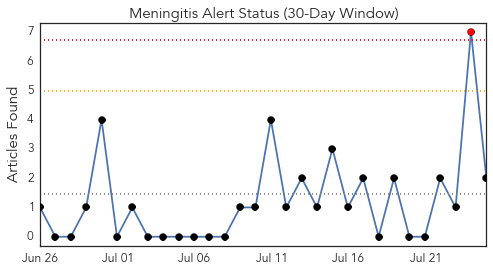 Meningitis Alert Status (30-Day Window)
Articles Found
7
6
5
4
3
2
1
0
Jun 26
Jul 01
Jul 06
Jul 11
Jul 16
Jul 21